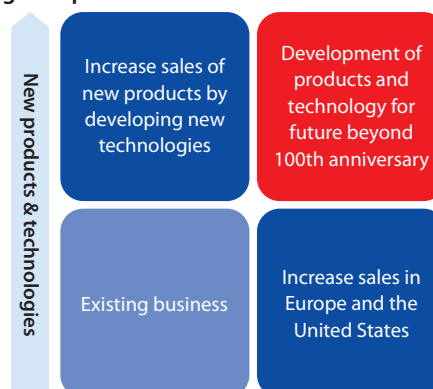 New products & technologies
Increase sales of
new products by
developing new
technologies
Development of
products and
technology for
future beyond
100th anniversary
Existing business
Increase sales in
Europe and the
United States